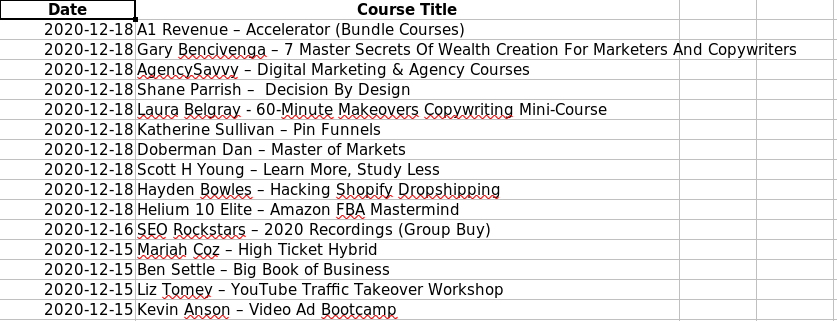 Date Course Title
2020-12-18 A1 Revenue – Accelerator (Bundle Courses)
2020-12-18 Gary Bencivenga – 7 Master Secrets Of Wealth Creation For Marketers And Copywriters
2020-12-18 AgencySavvy – Digital Marketing & Agency Courses
2020-12-18 Shane Parrish –  Decision By Design
2020-12-18 Laura Belgray - 60-Minute Makeovers Copywriting Mini-Course
2020-12-18 Katherine Sullivan – Pin Funnels
2020-12-18 Doberman Dan – Master of Markets
2020-12-18 Scott H Young – Learn More, Study Less
2020-12-18 Hayden Bowles – Hacking Shopify Dropshipping
2020-12-18 Helium 10 Elite – Amazon FBA Mastermind
2020-12-16 SEO Rockstars – 2020 Recordings (Group Buy)
2020-12-15 Mariah Coz – High Ticket Hybrid
2020-12-15 Ben Settle – Big Book of Business
2020-12-15 Liz Tomey – YouTube Traffic Takeover Workshop
2020-12-15 Kevin Anson – Video Ad Bootcamp